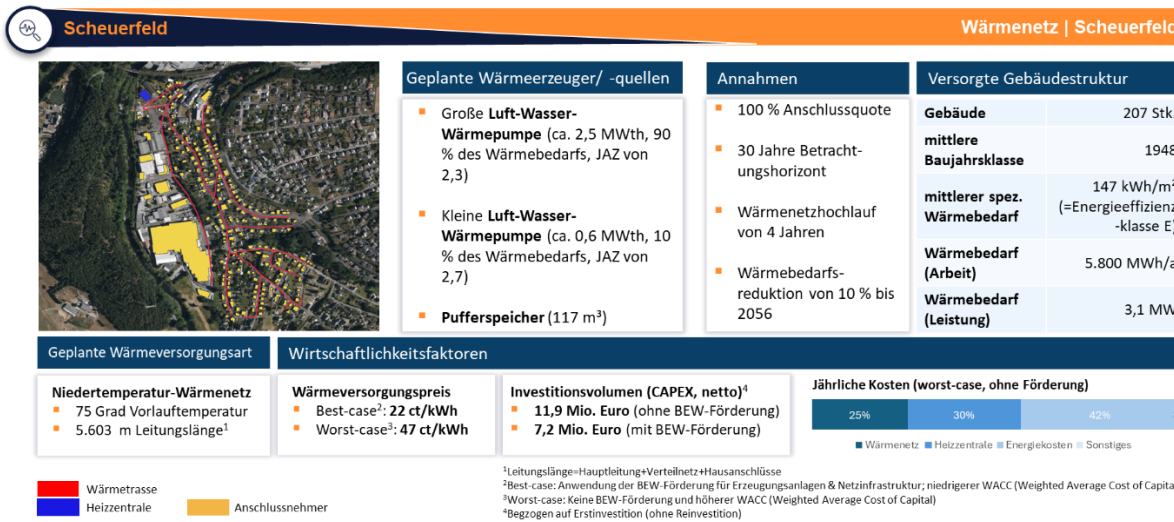 Scheuerfeld
Wärmenetz | Scheuerfeld
Geplante Wärmeerzeuger/ -quellen
Große Luft-Wasser-
Wärmepumpe (ca. 2,5 MWth, 90
% des Wärmebedarfs, JAZ von
2,3)
Kleine Luft-Wasser-
Wärmepumpe (ca. 0,6 MWth, 10
% des Wärmebedarfs, JAZ von
2,7)
Pufferspeicher (117 m³)
Annahmen
100 % Anschlussquote
30 Jahre Betracht-
ungshorizont
Wärmenetzhochlauf
von 4 Jahren
Wärmebedarfs-
reduktion von 10 % bis
2056
Versorgte Gebäudestruktur
Gebäude 207 Stk
mittlere
Baujahrsklasse 1948
mittlerer spez.
Wärmebedarf
147 kWh/m²
(=Energieeffizienz
-klasse E)
Wärmebedarf
(Arbeit) 5.800 MWh/a
Wärmebedarf
(Leistung) 3,1 MW
Geplante Wärmeversorgungsart
Niedertemperatur-Wärmenetz
75 Grad Vorlauftemperatur
5.603 m Leitungslänge¹
Wirtschaftlichkeitsfaktoren
Wärmeversorgungspreis
Best-case²: 22 ct/kWh
Worst-case³: 47 ct/kWh
Investitionsvolumen (CAPEX, netto)⁴
11,9 Mio. Euro (ohne BEW-Förderung)
7,2 Mio. Euro (mit BEW-Förderung)
Jährliche Kosten (worst-case, ohne Förderung)
25% 30% 42%
Wärmenetz Heizzentrale Energiekosten Sonstiges
Wärmetrasse
Heizzentrale
Anschlussnehmer
¹Leitungslänge=Hauptleitung+Verteilnetz+Hausanschlüsse
²Best-case: Anwendung der BEW-Förderung für Erzeugungsanlagen & Netzinfrastruktur; niedrigerer WACC (Weighted Average Cost of Capita
³Worst-case: Keine BEW-Förderung und höherer WACC (Weighted Average Cost of Capital)
⁴Begzogen auf Erstinvestition (ohne Reinvestition)